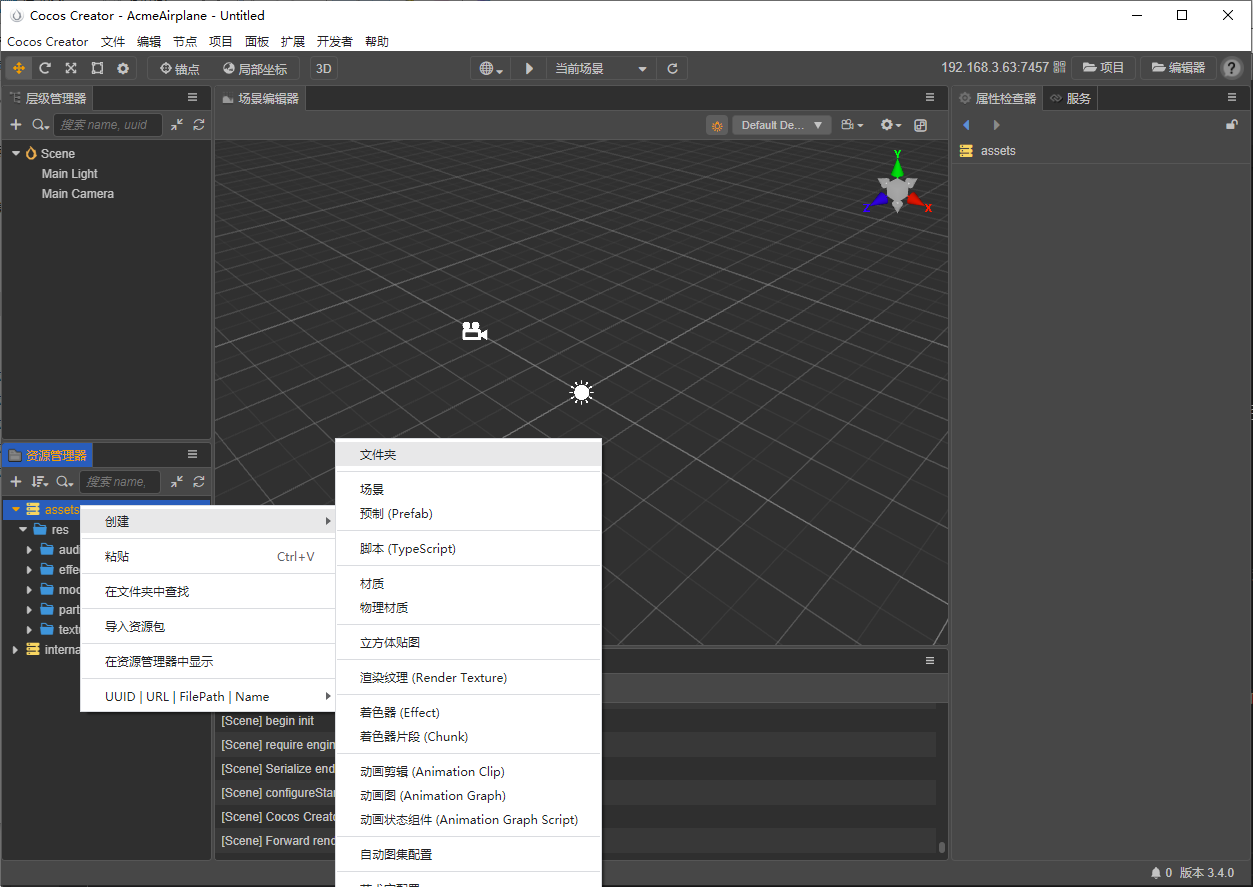 Cocos Creator - AcmeAirplane - Untitled
Cocos Creator 文件 编辑 节点 项目 面板 扩展 开发者 帮助
锚点 局部坐标 3D 当前场景 192.168.3.63:7457 项目 编辑器 ?
层级管理器 场景编辑器 属性检查器 服务
搜索 name, uuid Default De...
Scene
Main Light
Main Camera
assets
Y
Z
X
资源管理器
搜索 name,
assets
res
audi
effe
mod
part
textu
interna
创建
粘贴 Ctrl+V
在文件夹中查找
导入资源包
在资源管理器中显示
UUID | URL | FilePath | Name
文件夹
场景
预制 (Prefab)
脚本 (TypeScript)
材质
物理材质
立方体贴图
渲染纹理 (Render Texture)
着色器 (Effect)
着色器片段 (Chunk)
动画剪辑 (Animation Clip)
动画图 (Animation Graph)
动画状态组件 (Animation Graph Script)
自动图集配置
[Scene] begin init
[Scene] require engin
[Scene] Serialize end
[Scene] configureStar
[Scene] Cocos Creato
[Scene] Forward rend
0 版本 3.4.0